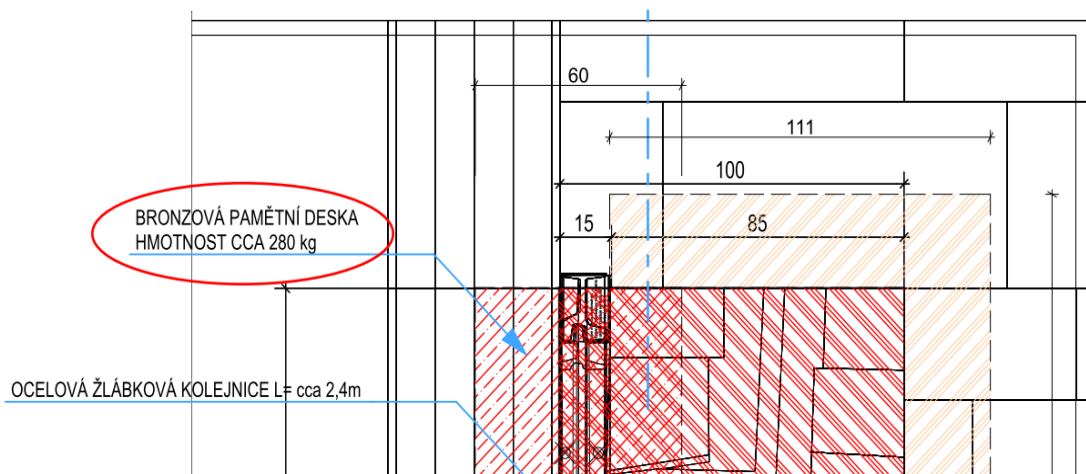 60
111
100
15
85
BRONZOVÁ PAMĚTNÍ DESKA
HMOTNOST CCA 280 kg
OCELOVÁ ŽLÁBKOVÁ KOLEJNICE L= cca 2,4m